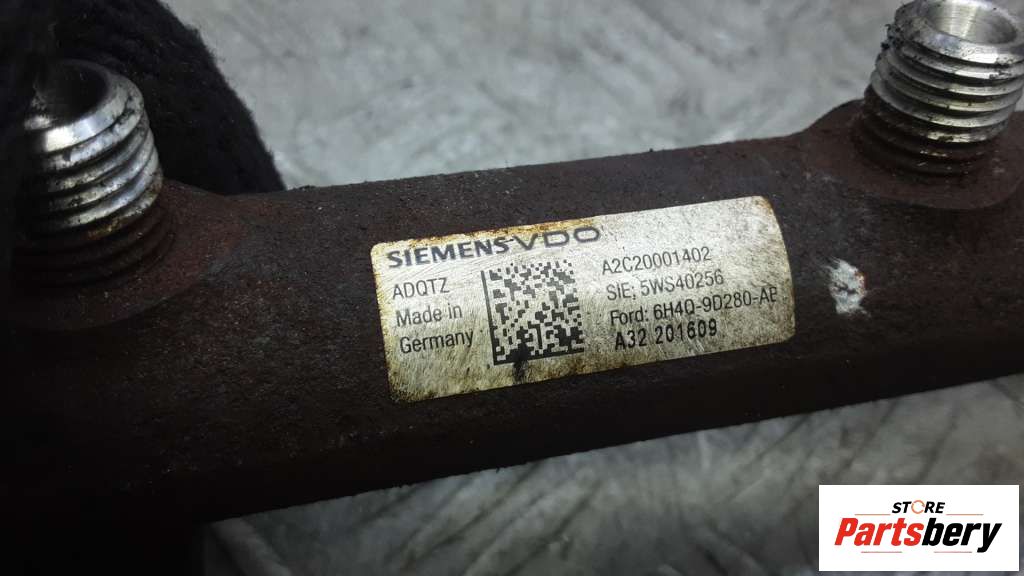 SIEMENS VDO
ADQTZ
Made in
Germany
A2C20001402
SIE; 5WS40256
Ford: 6H4Q-9D280-AE
A32 201609
STORE
Partsbery